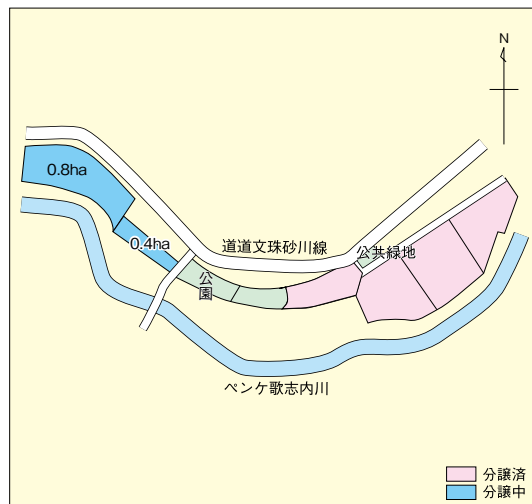 N
0.8ha
0.4ha
道道文珠砂川線
公共緑地
公園
ペンケ歌志内川
分譲済
分譲中